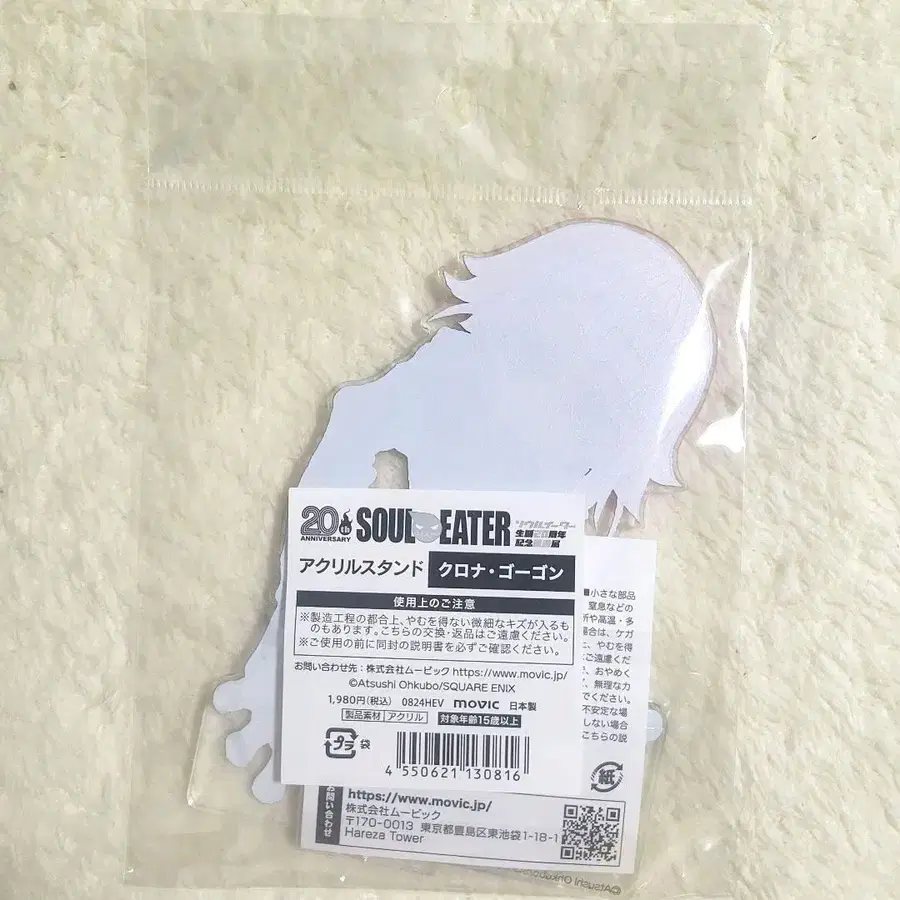 20th
ANNIVERSARY
SOUL EATER
ソウルイーター
生誕20周年
記念展
アクリルスタンド クロナ・ゴーゴン
使用上のご注意
※製造工程の都合上、やむを得ない微細なキズが入るも
のもあります。こちらの交換・返品はご遠慮ください。
※ご使用の前に同封の説明書を必ずご確認ください。
お問い合わせ先：株式会社ムービック https://www.movic.jp/
©Atsushi Ohkubo/SQUARE ENIX
1,980円(税込) 0824HEV movic 日本製
製品素材 アクリル 対象年齢15歳以上
プラ 袋
4 550621 130816
■小さな部品
窒息などの
所や高温・多
場合は、ケガ
上、やむを得
ご遠慮くだ
、おやめく
、無理な力
でください。
不安定な場
しない場合
こちらの説
紙
お問い合わせ
https://www.movic.jp/
株式会社ムービック
〒170-0013 東京都豊島区東池袋1-18-1
Hareza Tower